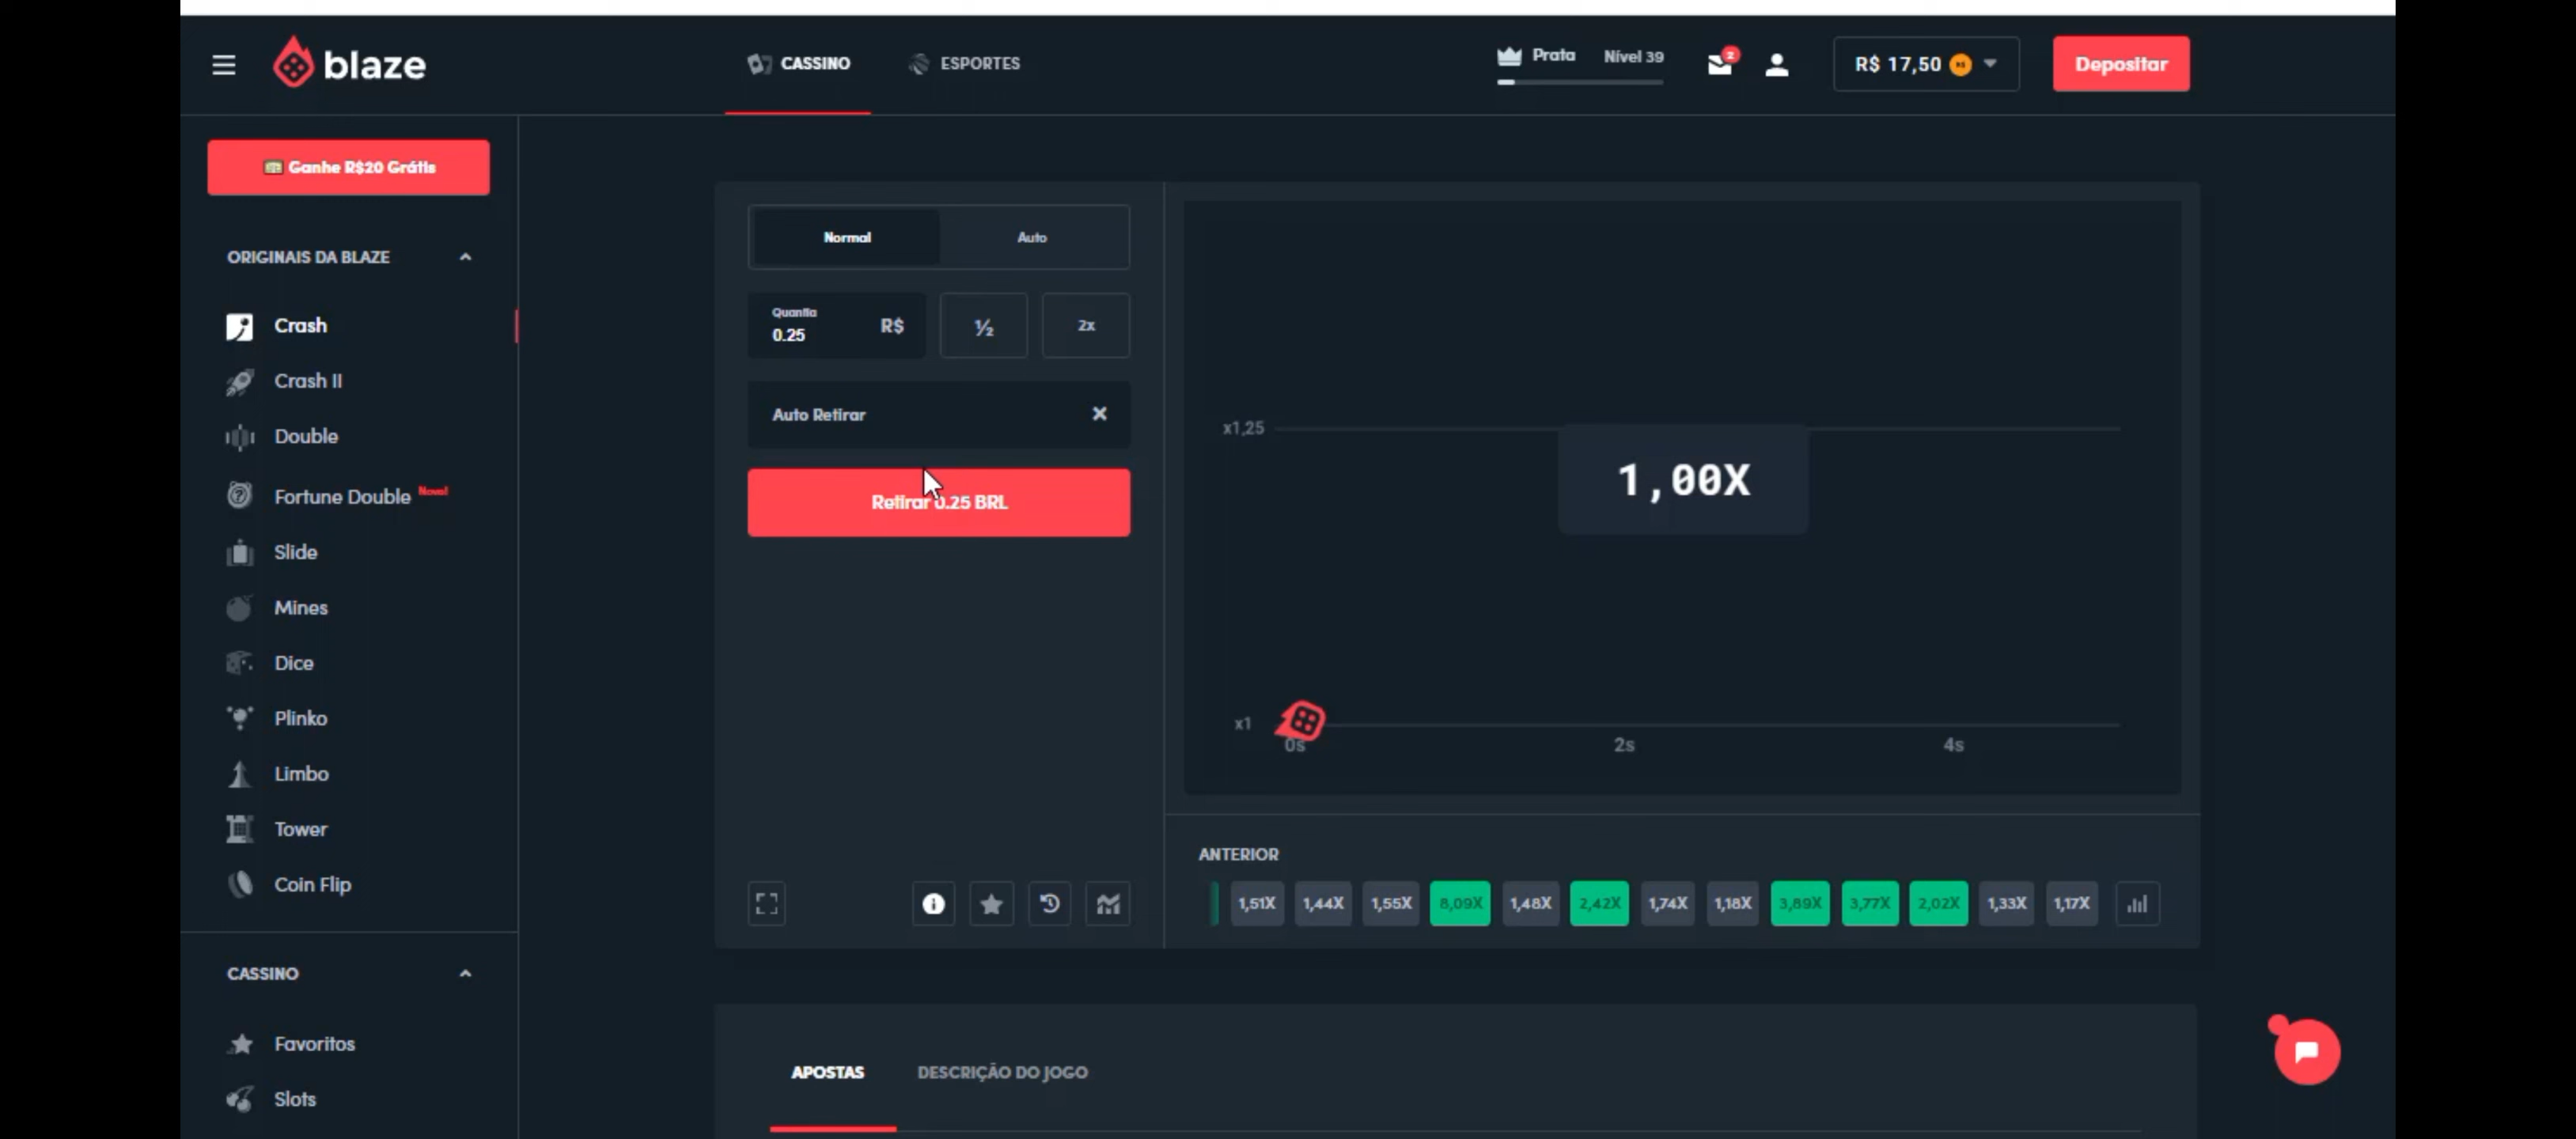 blaze
CASSINO
ESPORTES
Prata Nível 39
2
R$ 17,50
Depositar
Ganhe R$20 Grátis
ORIGINAIS DA BLAZE
Crash
Crash II
Double
Fortune Double Novo!
Slide
Mines
Dice
Plinko
Limbo
Tower
Coin Flip
CASSINO
Favoritos
Slots
Normal Auto
Quantia
0.25 R$ ½ 2x
Auto Retirar
Retirar 0.25 BRL
x1,25
1,00X
x1
0s 2s 4s
ANTERIOR
1,51X 1,44X 1,55X 8,09X 1,48X 2,42X 1,74X 1,18X 3,89X 3,77X 2,02X 1,33X 1,17X
APOSTAS DESCRIÇÃO DO JOGO